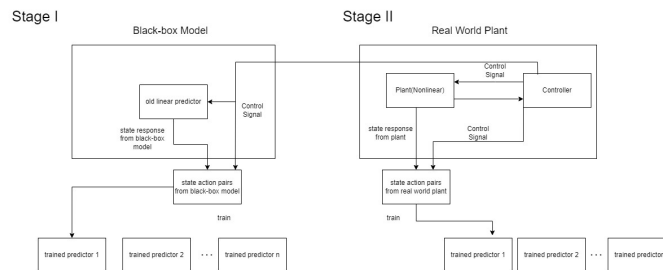 Stage I
Stage II
Black-box Model
Real World Plant
old linear predictor
Control
Signal
state response
from black-box
model
Control
Signal
Plant(Nonlinear)
Controller
state response
from plant
Control
Signal
state action pairs
from black-box model
state action pairs
from real world plant
train
train
trained predictor 1
trained predictor 2
...
trained predictor n
trained predictor 1
trained predictor 2
...
trained predictor